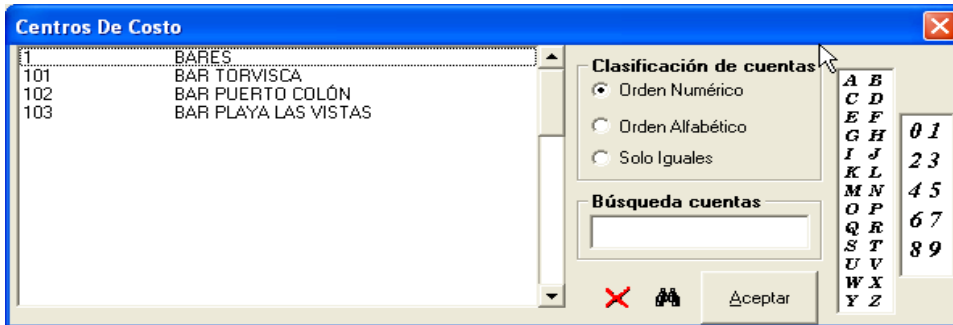 Centros De Costo
1 BARES
101 BAR TORVISCA
102 BAR PUERTO COLÓN
103 BAR PLAYA LAS VISTAS
Clasificación de cuentas
Orden Numérico
Orden Alfabético
Solo Iguales
Búsqueda cuentas
Aceptar
A B
C D
E F
G H
I J
K L
M N
O P
Q R
S T
U V
W X
Y Z
0 1
2 3
4 5
6 7
8 9